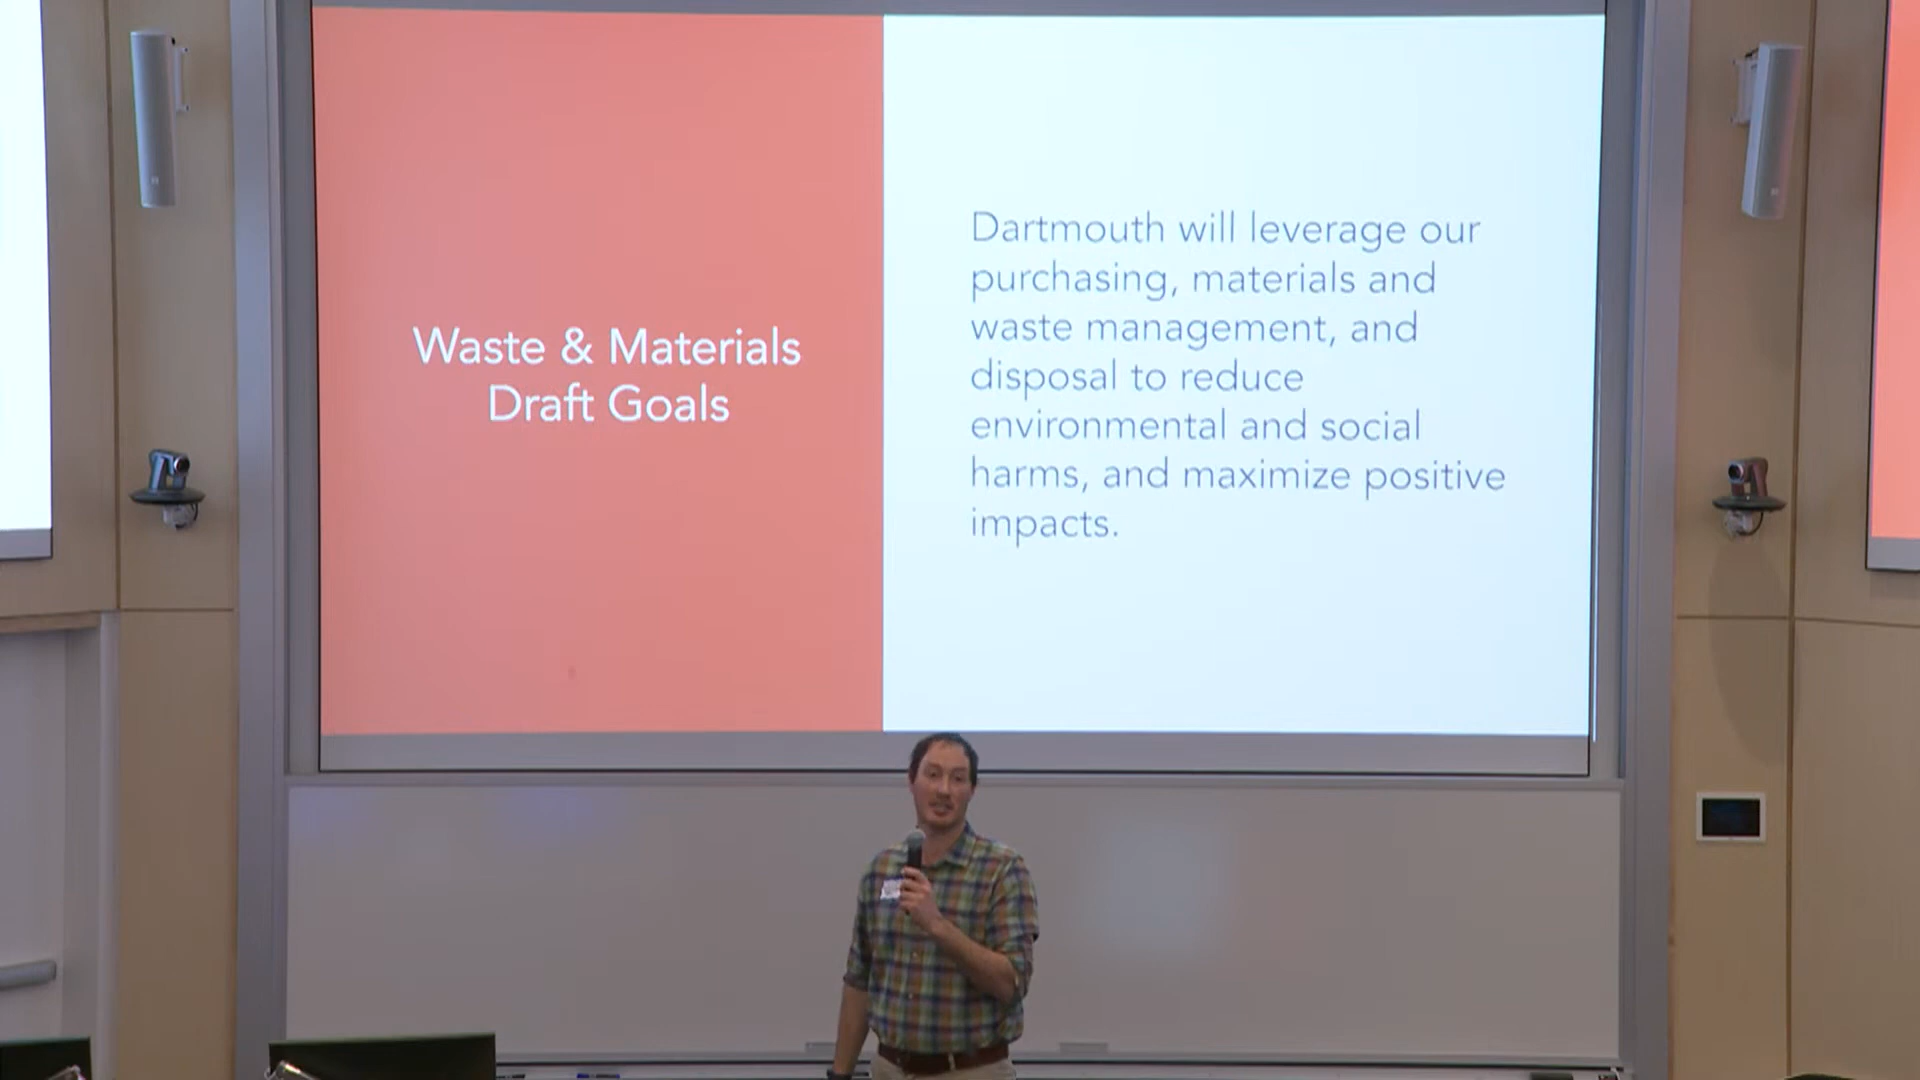 Waste & Materials
Draft Goals
Dartmouth will leverage our
purchasing, materials and
waste management, and
disposal to reduce
environmental and social
harms, and maximize positive
impacts.